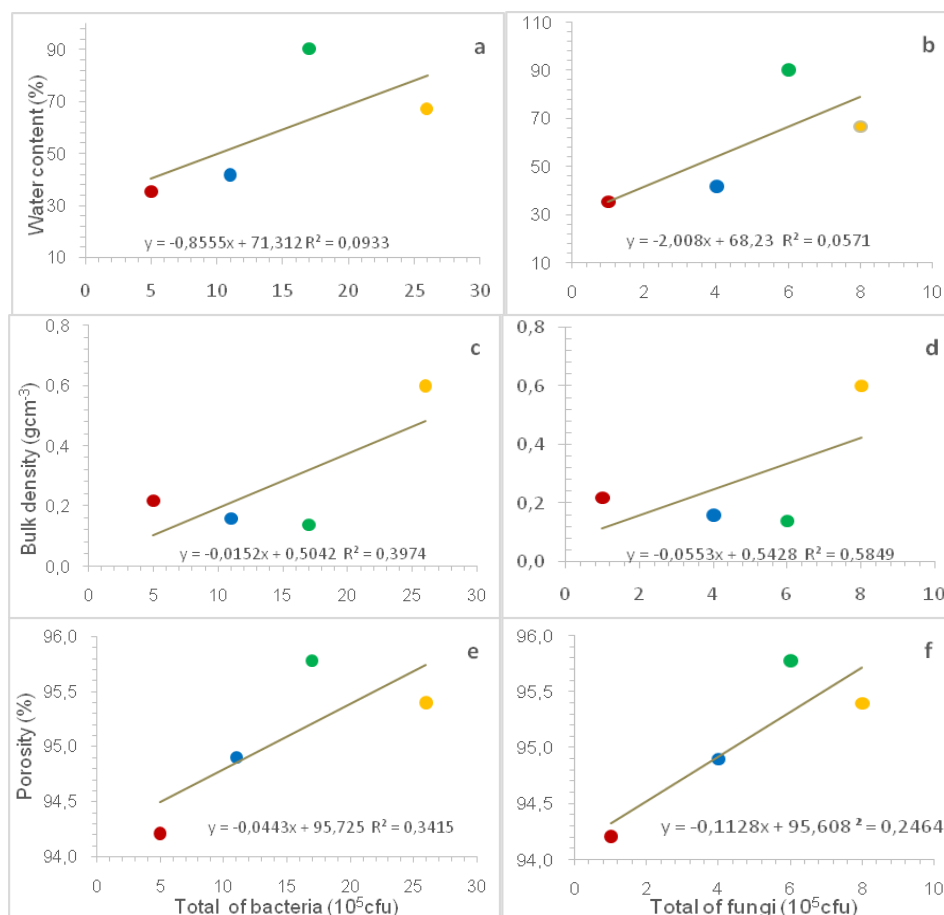 a
Water content (%)
90
70
50
30
10
y = -0,8555x + 71,312 R² = 0,0933
0 5 10 15 20 25 30
b
110
90
70
50
30
10
y = -2,008x + 68,23 R² = 0,0571
0 2 4 6 8 10
c
Bulk density (gcm⁻³)
0,8
0,6
0,4
0,2
0,0
y = -0,0152x + 0,5042 R² = 0,3974
0 5 10 15 20 25 30
d
0,8
0,6
0,4
0,2
0,0
y = -0,0553x + 0,5428 R² = 0,5849
0 2 4 6 8 10
e
Porosity (%)
96,0
95,5
95,0
94,5
94,0
y = -0,0443x + 95,725 R² = 0,3415
0 5 10 15 20 25 30
Total of bacteria (10⁵cfu)
f
96,0
95,5
95,0
94,5
94,0
y = -0,1128x + 95,608 ² = 0,2464
0 2 4 6 8 10
Total of fungi (10⁵cfu)